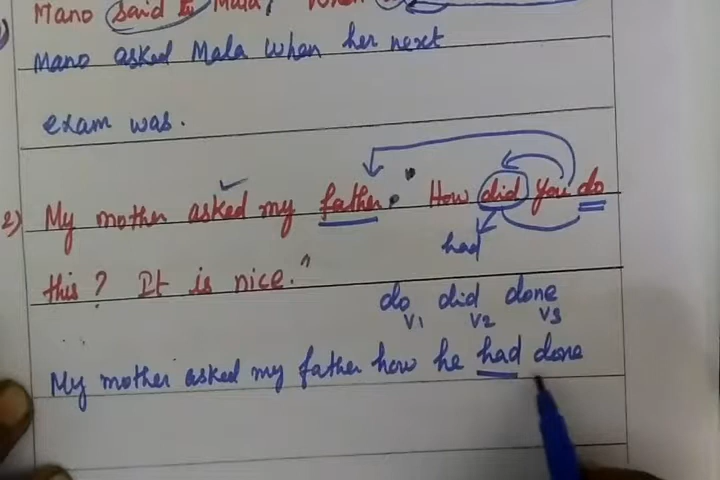 Mano said to Mala, "When
Mano asked Mala when her next
exam was.
2) My mother asked my father. "How did you do
had
this? It is nice."
do did done
V1 V2 V3
My mother asked my father how he had done